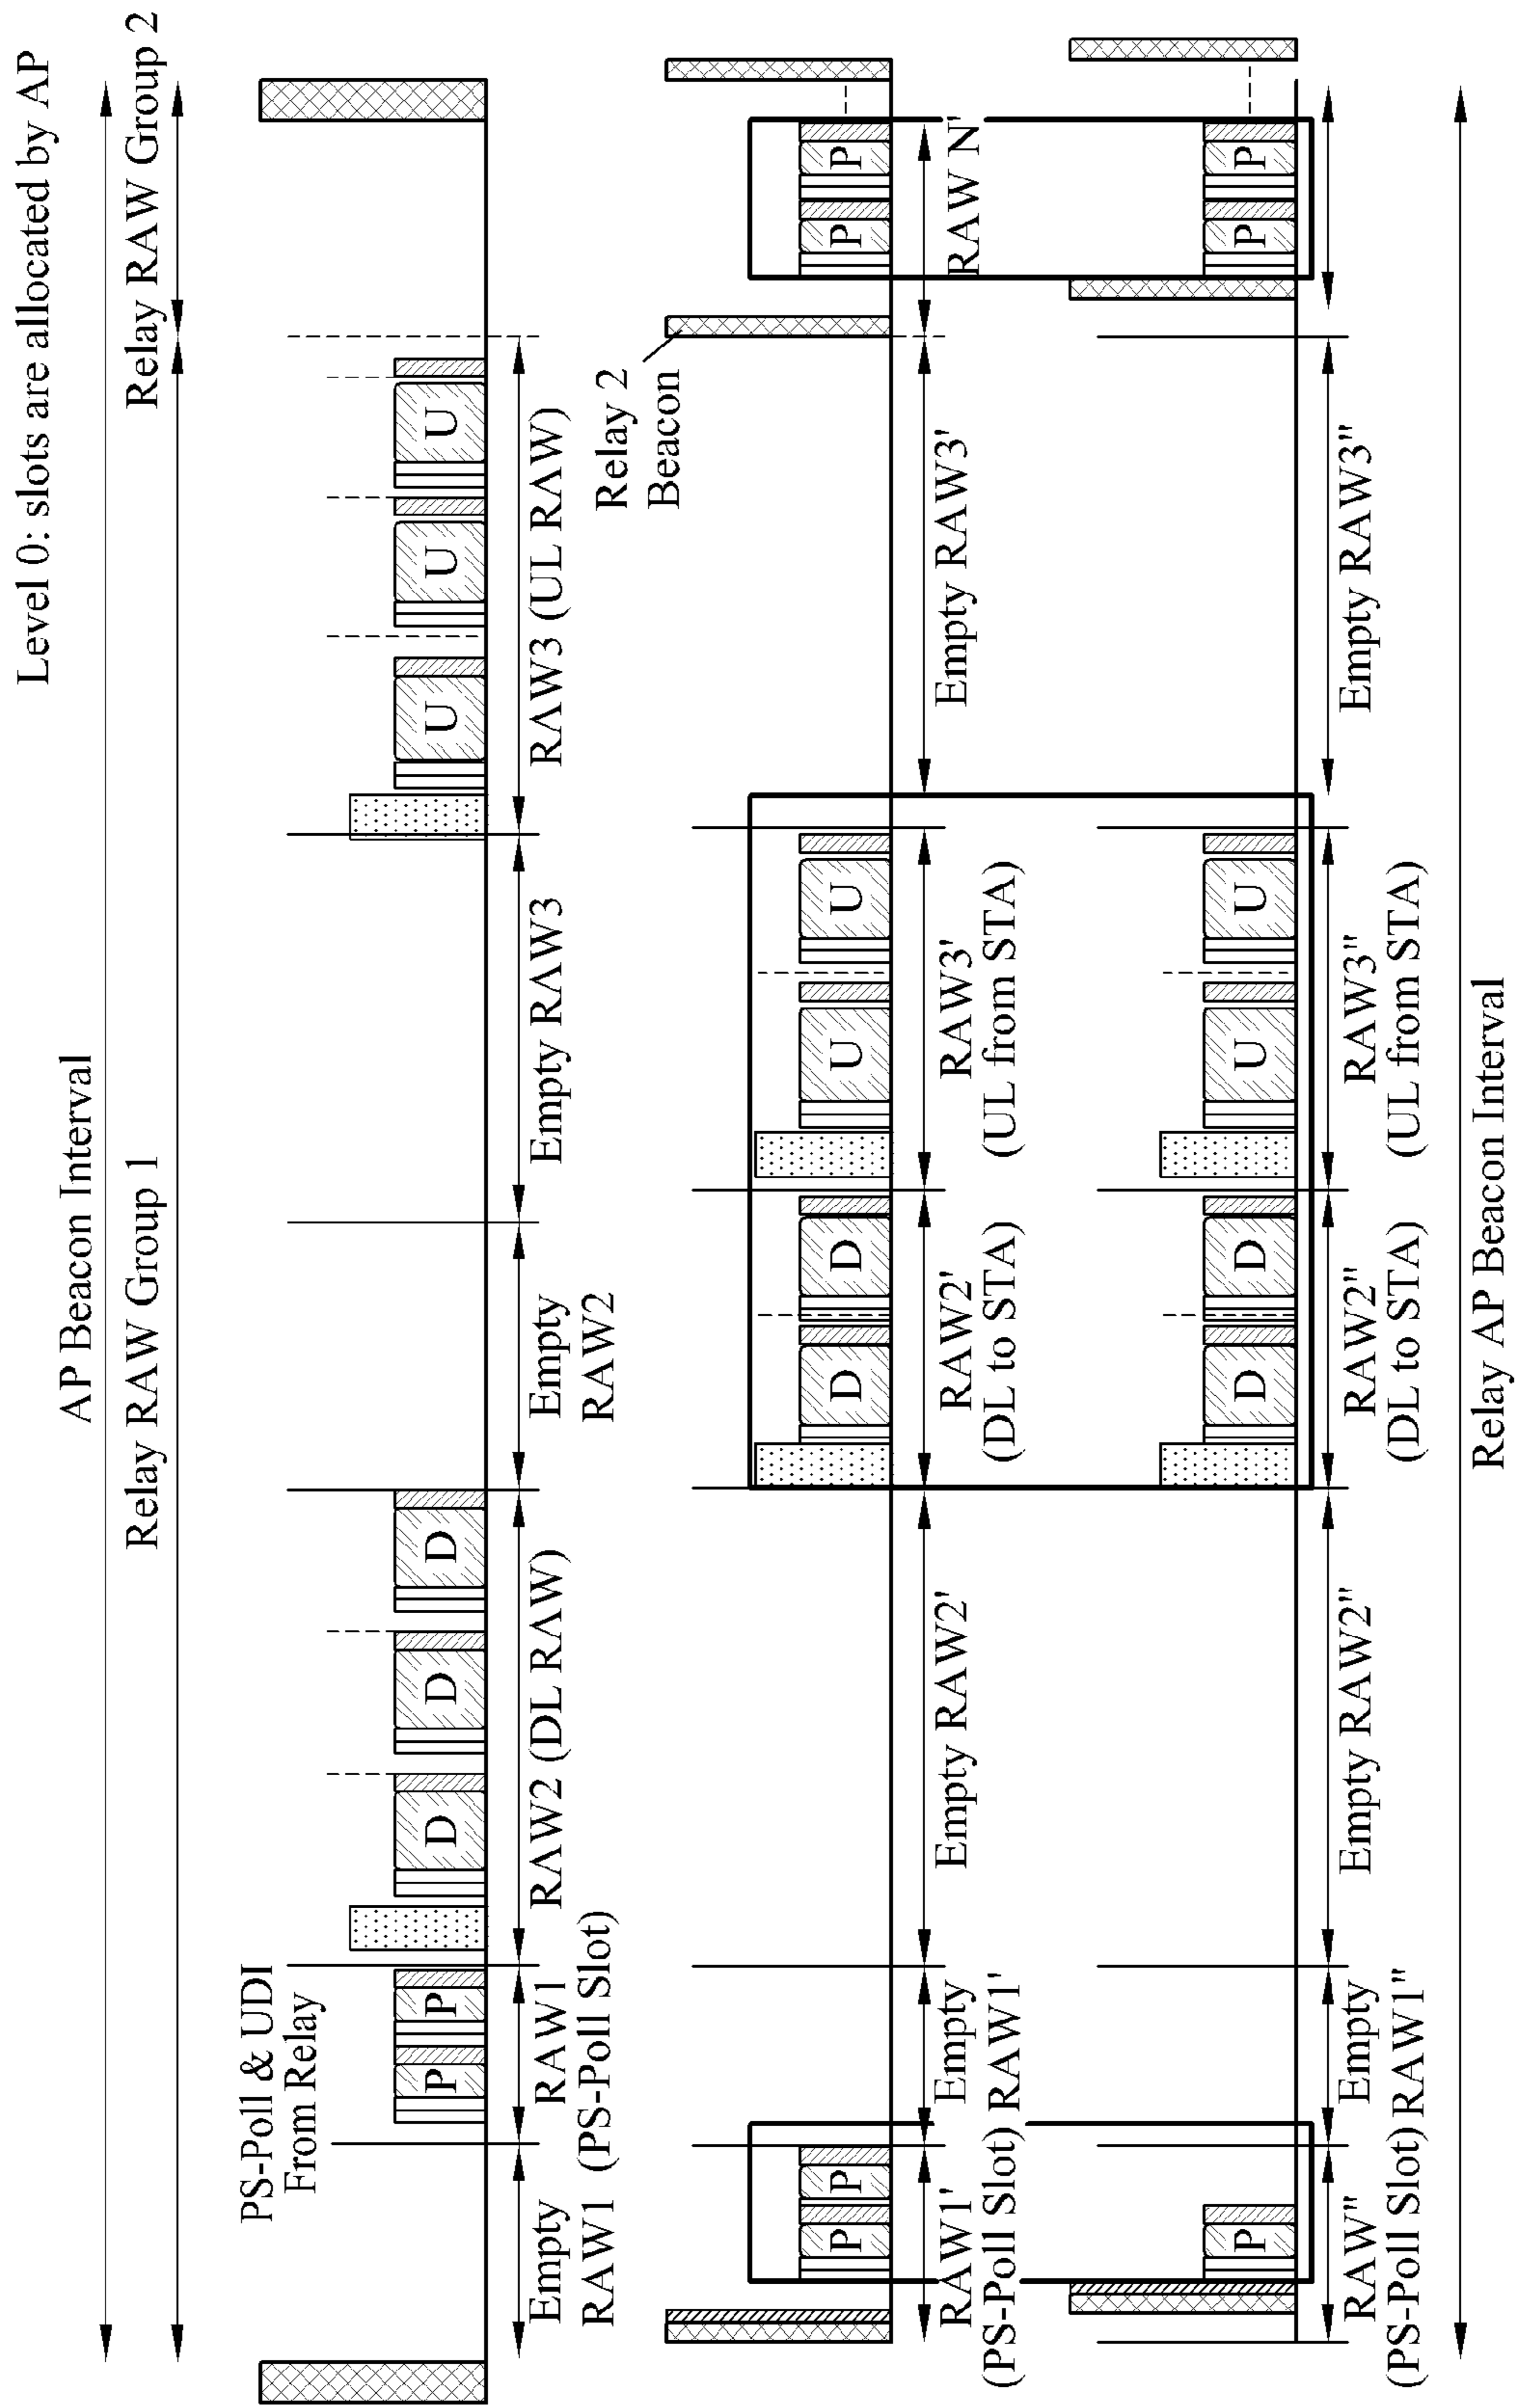 Level 0: slots are allocated by AP
AP Beacon Interval
Relay RAW Group 1
Relay RAW Group 2
PS-Poll & UDI
From Relay
P
P
D
D
D
U
U
U
Empty
RAW1
RAW1
(PS-Poll Slot)
RAW2 (DL RAW)
Empty
RAW2
Empty RAW3
RAW3 (UL RAW)
Relay 2
Beacon
P
P
D
D
U
U
P
P
RAW1'
(PS-Poll Slot)
Empty
RAW1'
Empty RAW2'
RAW2'
(DL to STA)
RAW3'
(UL from STA)
Empty RAW3'
RAW N'
P
D
D
U
U
P
P
RAW"
(PS-Poll Slot)
Empty
RAW1"
Empty RAW2"
RAW2"
(DL to STA)
RAW3"
(UL from STA)
Empty RAW3"
Relay AP Beacon Interval